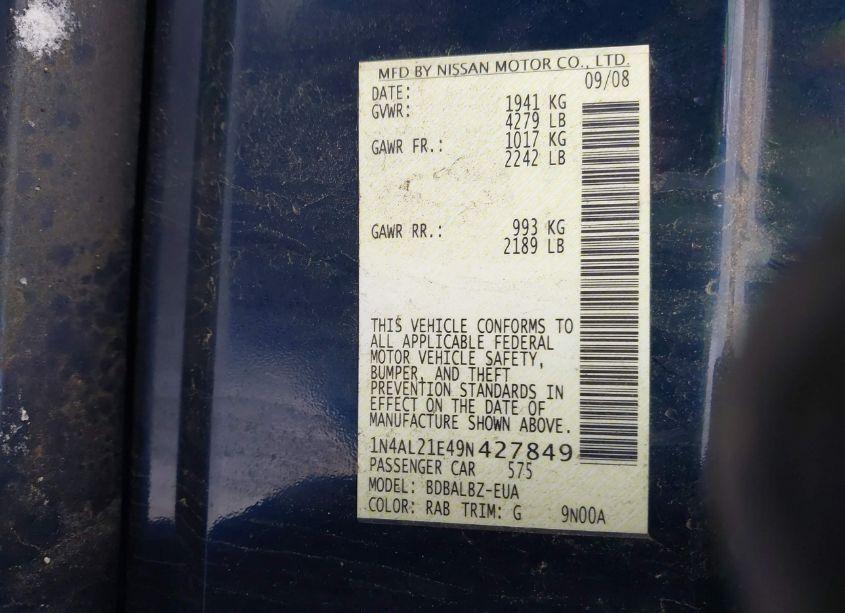 MFD BY NISSAN MOTOR CO., LTD.
DATE: 09/08
GVWR: 1941 KG
4279 LB
GAWR FR.: 1017 KG
2242 LB
GAWR RR.: 993 KG
2189 LB
THIS VEHICLE CONFORMS TO
ALL APPLICABLE FEDERAL
MOTOR VEHICLE SAFETY,
BUMPER, AND THEFT
PREVENTION STANDARDS IN
EFFECT ON THE DATE OF
MANUFACTURE SHOWN ABOVE.
1N4AL21E49N427849
PASSENGER CAR 575
MODEL: BDBALBZ-EUA
COLOR: RAB TRIM: G 9N00A